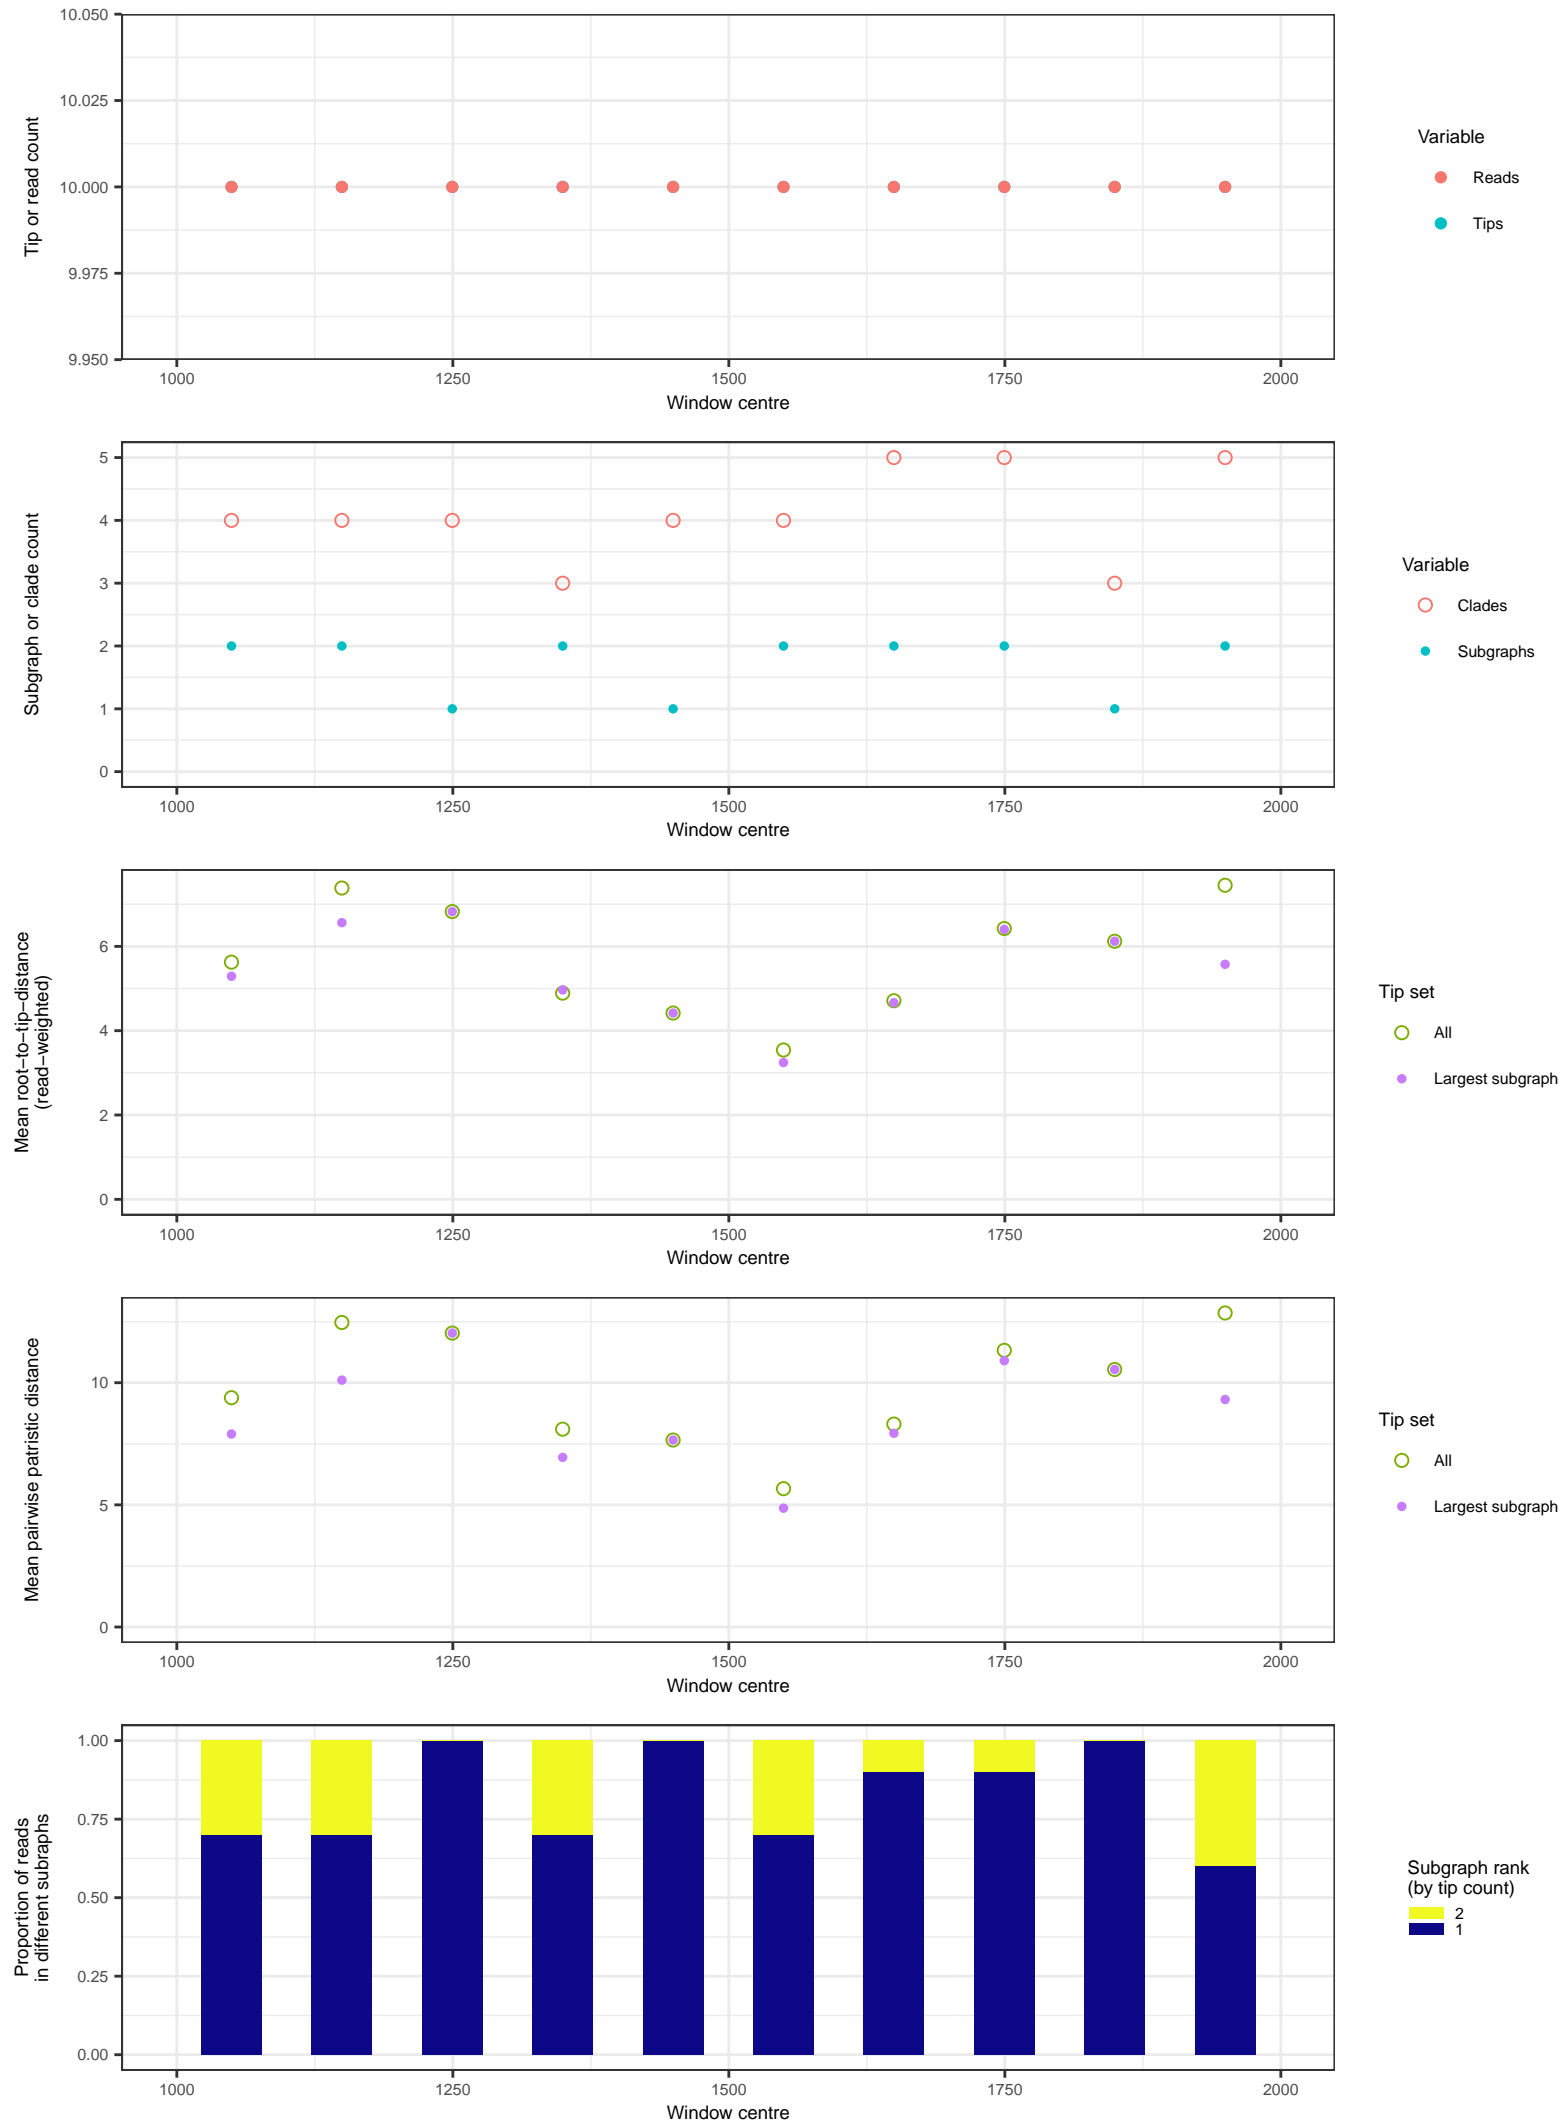 10.050
10.025
10.000
9.975
9.950
Tip or read count
1000 1250 1500 1750 2000
Window centre
Variable
Reads
Tips
5
4
3
2
1
0
Subgraph or clade count
1000 1250 1500 1750 2000
Window centre
Variable
Clades
Subgraphs
6
4
2
0
Mean root−to−tip−distance
(read−weighted)
1000 1250 1500 1750 2000
Window centre
Tip set
All
Largest subgraph
10
5
0
Mean pairwise patristic distance
1000 1250 1500 1750 2000
Window centre
Tip set
All
Largest subgraph
1.00
0.75
0.50
0.25
0.00
Proportion of reads
in different subraphs
1000 1250 1500 1750 2000
Window centre
Subgraph rank
(by tip count)
2
1